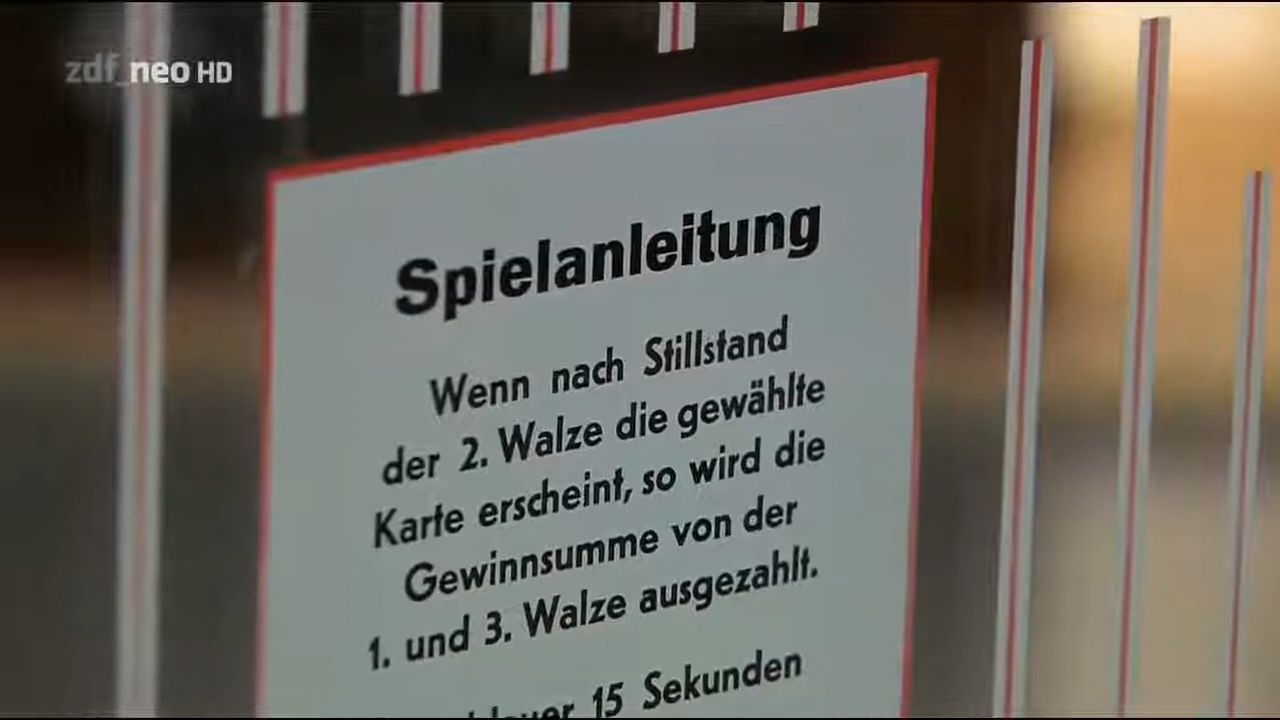 zdf_neo HD
Spielanleitung
Wenn nach Stillstand
der 2. Walze die gewählte
Karte erscheint, so wird die
Gewinnsumme von der
1. und 3. Walze ausgezahlt.
15 Sekunden